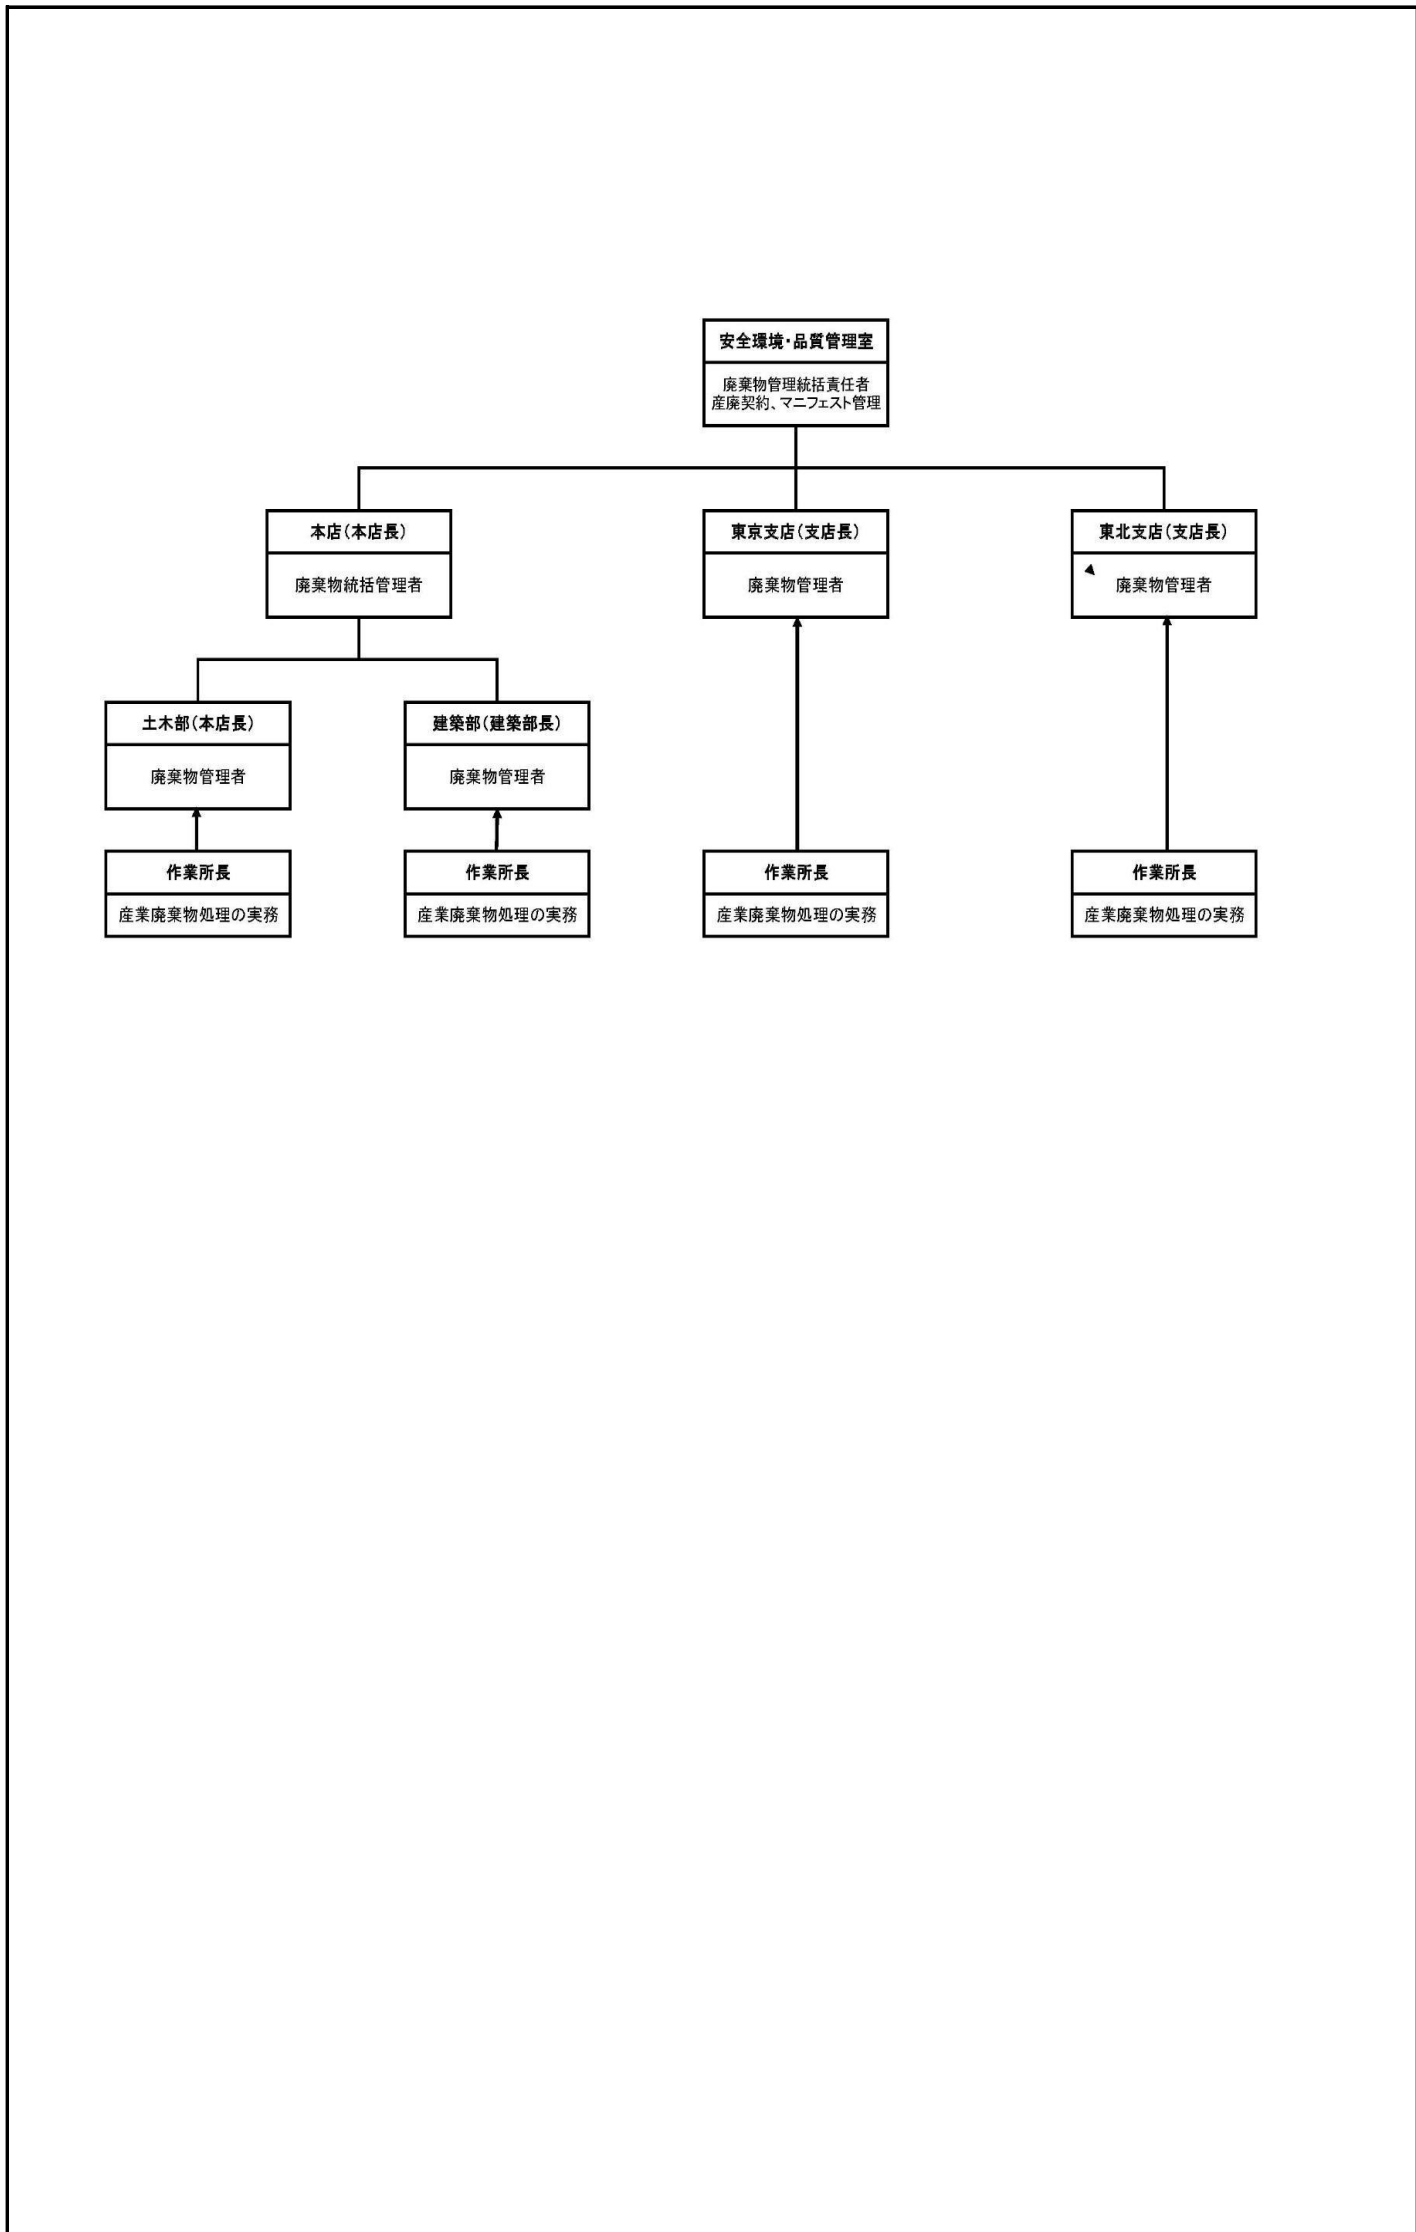 安全環境・品質管理室
廃棄物管理統括責任者
産廃契約、マニフェスト管理
本店(本店長)
廃棄物統括管理者
東京支店(支店長)
廃棄物管理者
東北支店(支店長)
廃棄物管理者
土木部(本店長)
廃棄物管理者
建築部(建築部長)
廃棄物管理者
作業所長
産業廃棄物処理の実務
作業所長
産業廃棄物処理の実務
作業所長
産業廃棄物処理の実務
作業所長
産業廃棄物処理の実務